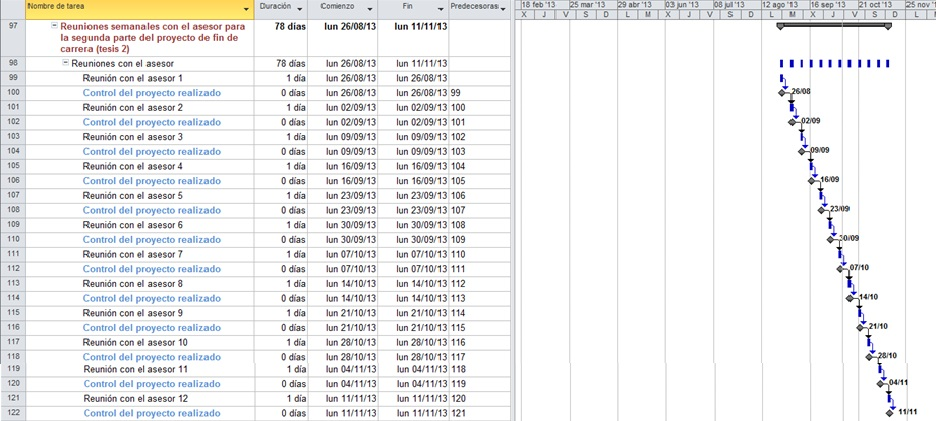 Nombre de tarea Duración Comienzo Fin Predecesoras 18 feb '13 25 mar '13 29 abr '13 03 jun '13 08 jul '13 12 ago '13 16 sep '13 21 oct '13 25 nov '1
X V D M J S L M X V D M J S L M X V D
97 Reuniones semanales con el asesor para la segunda parte del proyecto de fin de carrera (tesis 2) 78 días lun 26/08/13 lun 11/11/13
98 Reuniones con el asesor 78 días lun 26/08/13 lun 11/11/13
99 Reunión con el asesor 1 1 día lun 26/08/13 lun 26/08/13
100 Control del proyecto realizado 0 días lun 26/08/13 lun 26/08/13 99 26/08
101 Reunión con el asesor 2 1 día lun 02/09/13 lun 02/09/13 100
102 Control del proyecto realizado 0 días lun 02/09/13 lun 02/09/13 101 02/09
103 Reunión con el asesor 3 1 día lun 09/09/13 lun 09/09/13 102
104 Control del proyecto realizado 0 días lun 09/09/13 lun 09/09/13 103 09/09
105 Reunión con el asesor 4 1 día lun 16/09/13 lun 16/09/13 104
106 Control del proyecto realizado 0 días lun 16/09/13 lun 16/09/13 105 16/09
107 Reunión con el asesor 5 1 día lun 23/09/13 lun 23/09/13 106
108 Control del proyecto realizado 0 días lun 23/09/13 lun 23/09/13 107 23/09
109 Reunión con el asesor 6 1 día lun 30/09/13 lun 30/09/13 108
110 Control del proyecto realizado 0 días lun 30/09/13 lun 30/09/13 109 30/09
111 Reunión con el asesor 7 1 día lun 07/10/13 lun 07/10/13 110
112 Control del proyecto realizado 0 días lun 07/10/13 lun 07/10/13 111 07/10
113 Reunión con el asesor 8 1 día lun 14/10/13 lun 14/10/13 112
114 Control del proyecto realizado 0 días lun 14/10/13 lun 14/10/13 113 14/10
115 Reunión con el asesor 9 1 día lun 21/10/13 lun 21/10/13 114
116 Control del proyecto realizado 0 días lun 21/10/13 lun 21/10/13 115 21/10
117 Reunión con el asesor 10 1 día lun 28/10/13 lun 28/10/13 116
118 Control del proyecto realizado 0 días lun 28/10/13 lun 28/10/13 117 28/10
119 Reunión con el asesor 11 1 día lun 04/11/13 lun 04/11/13 118
120 Control del proyecto realizado 0 días lun 04/11/13 lun 04/11/13 119 04/11
121 Reunión con el asesor 12 1 día lun 11/11/13 lun 11/11/13 120
122 Control del proyecto realizado 0 días lun 11/11/13 lun 11/11/13 121 11/11